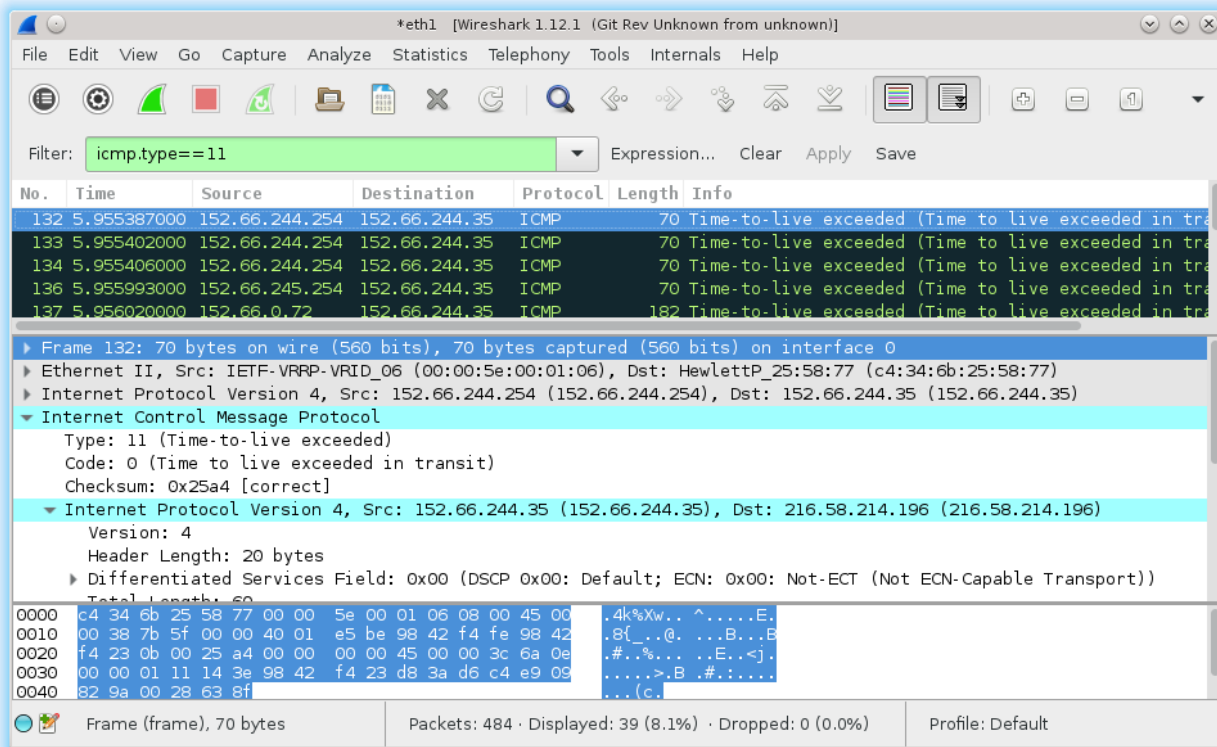 *eth1 [Wireshark 1.12.1 (Git Rev Unknown from unknown)]
File Edit View Go Capture Analyze Statistics Telephony Tools Internals Help
Filter: icmp.type==11 Expression... Clear Apply Save
No. Time Source Destination Protocol Length Info
132 5.955387000 152.66.244.254 152.66.244.35 ICMP 70 Time-to-live exceeded (Time to live exceeded in tra
133 5.955402000 152.66.244.254 152.66.244.35 ICMP 70 Time-to-live exceeded (Time to live exceeded in tra
134 5.955406000 152.66.244.254 152.66.244.35 ICMP 70 Time-to-live exceeded (Time to live exceeded in tra
136 5.955993000 152.66.245.254 152.66.244.35 ICMP 70 Time-to-live exceeded (Time to live exceeded in tra
137 5.956020000 152.66.0.72 152.66.244.35 ICMP 182 Time-to-live exceeded (Time to live exceeded in tra
Frame 132: 70 bytes on wire (560 bits), 70 bytes captured (560 bits) on interface 0
Ethernet II, Src: IETF-VRRP-VRID_06 (00:00:5e:00:01:06), Dst: HewlettP_25:58:77 (c4:34:6b:25:58:77)
Internet Protocol Version 4, Src: 152.66.244.254 (152.66.244.254), Dst: 152.66.244.35 (152.66.244.35)
Internet Control Message Protocol
Type: 11 (Time-to-live exceeded)
Code: 0 (Time to live exceeded in transit)
Checksum: 0x25a4 [correct]
Internet Protocol Version 4, Src: 152.66.244.35 (152.66.244.35), Dst: 216.58.214.196 (216.58.214.196)
Version: 4
Header Length: 20 bytes
Differentiated Services Field: 0x00 (DSCP 0x00: Default; ECN: 0x00: Not-ECT (Not ECN-Capable Transport))
Total Length: 60
0000 c4 34 6b 25 58 77 00 00 5e 00 01 06 08 00 45 00 .4k%Xw.. ^.....E.
0010 00 38 7b 5f 00 00 40 01 e5 be 98 42 f4 fe 98 42 .8{_..@. ...B...B
0020 f4 23 0b 00 25 a4 00 00 00 00 45 00 00 3c 6a 0e .#..%... ..E..<j.
0030 00 00 01 11 14 3e 98 42 f4 23 d8 3a d6 c4 e9 09 .....>.B .#.:....
0040 82 9a 00 28 63 8f ...(c.
Frame (frame), 70 bytes Packets: 484 · Displayed: 39 (8.1%) · Dropped: 0 (0.0%) Profile: Default